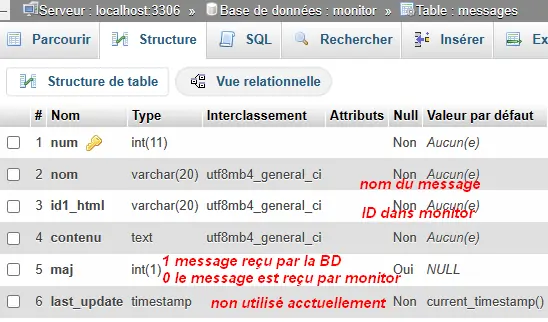 Serveur : localhost:3306 » Base de données : monitor » Table : messages
Parcourir Structure SQL Rechercher Insérer Ex
Structure de table Vue relationnelle
# Nom Type Interclassement Attributs Null Valeur par défaut
1 num int(11) Non Aucun(e)
2 nom varchar(20) utf8mb4_general_ci Non Aucun(e)
nom du message
3 id1_html varchar(20) utf8mb4_general_ci Non Aucun(e)
ID dans monitor
4 contenu text utf8mb4_general_ci Non Aucun(e)
1 message reçu par la BD
5 maj int(1) Oui NULL
0 le message est reçu par monitor
6 last_update timestamp non utilisé acctuellement Non current_timestamp()